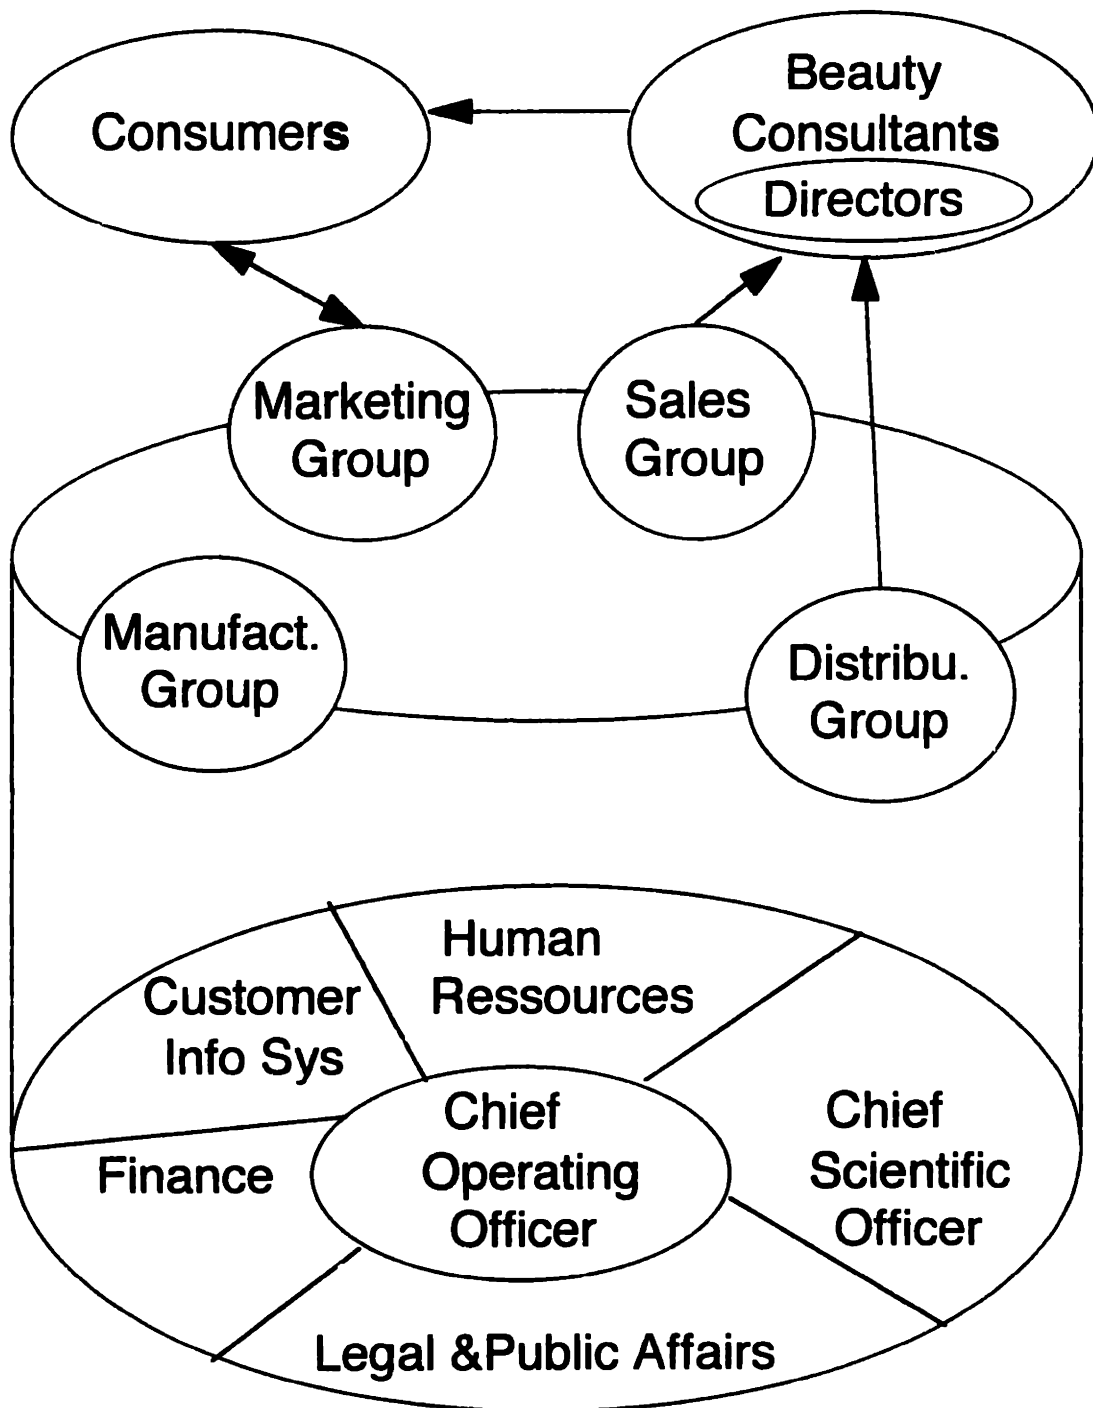 Consumers
Beauty
Consultants
Directors
Marketing
Group
Sales
Group
Manufact.
Group
Distribu.
Group
Human
Ressources
Customer
Info Sys
Chief
Operating
Officer
Chief
Scientific
Officer
Finance
Legal &Public Affairs